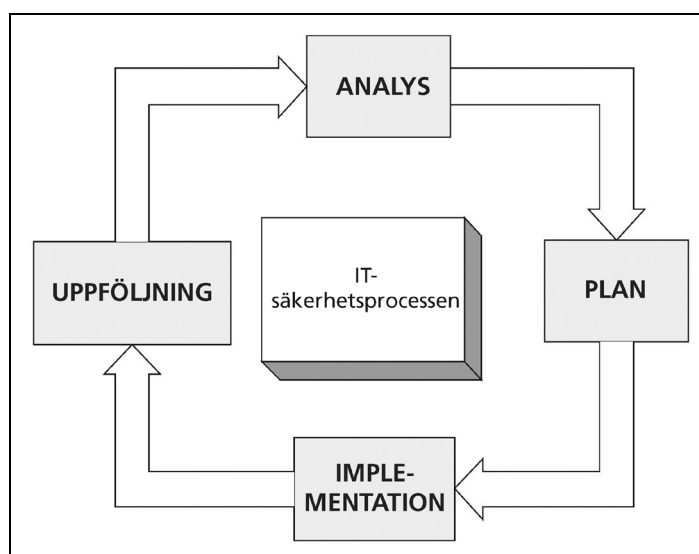 ANALYS
UPPFÖLJNING
IT-
säkerhetsprocessen
PLAN
IMPLE-
MENTATION